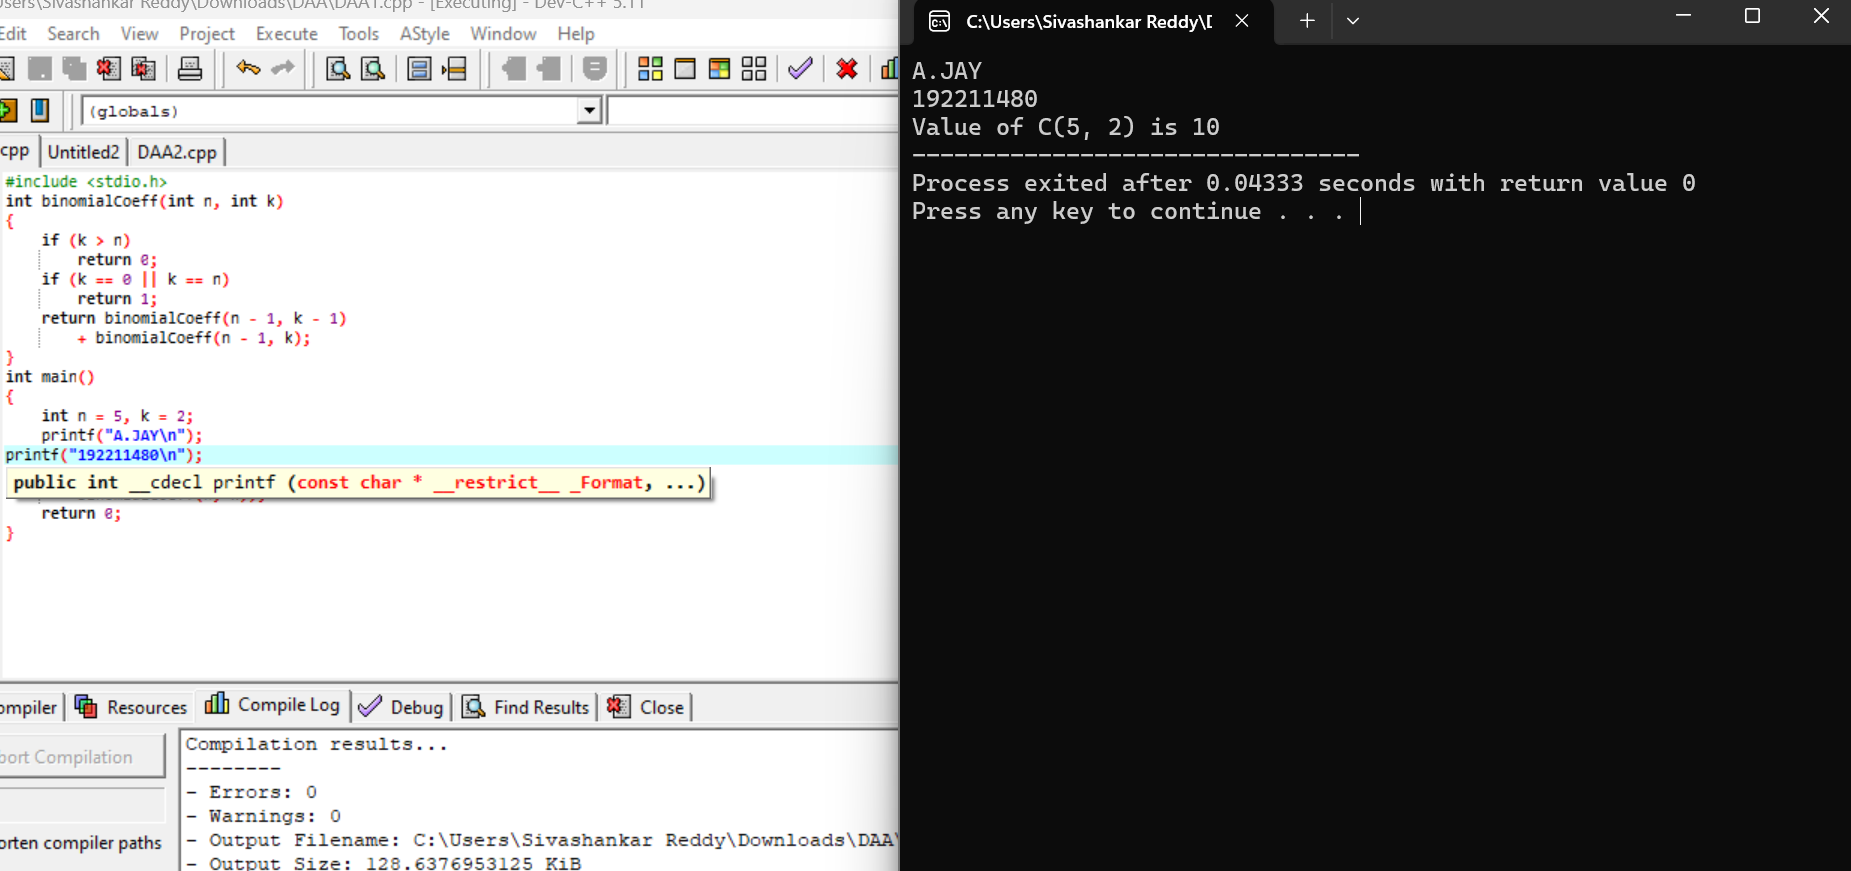 Users\Sivashankar Reddy\Downloads\DAA\DAA1.cpp - [Executing] - Dev-C++ 5.11
Edit Search View Project Execute Tools AStyle Window Help
(globals)
cpp Untitled2 DAA2.cpp
#include <stdio.h>
int binomialCoeff(int n, int k)
{
if (k > n)
return 0;
if (k == 0 || k == n)
return 1;
return binomialCoeff(n - 1, k - 1)
+ binomialCoeff(n - 1, k);
}
int main()
{
int n = 5, k = 2;
printf("A.JAY\n");
printf("192211480\n");
public int __cdecl printf (const char * __restrict__ _Format, ...)
return 0;
}
ompiler Resources Compile Log Debug Find Results Close
bort Compilation
orten compiler paths
Compilation results...
--------
- Errors: 0
- Warnings: 0
- Output Filename: C:\Users\Sivashankar Reddy\Downloads\DAA\
- Output Size: 128.6376953125 KiB
C:\Users\Sivashankar Reddy\D
A.JAY
192211480
Value of C(5, 2) is 10
--------------------------------
Process exited after 0.04333 seconds with return value 0
Press any key to continue . . .